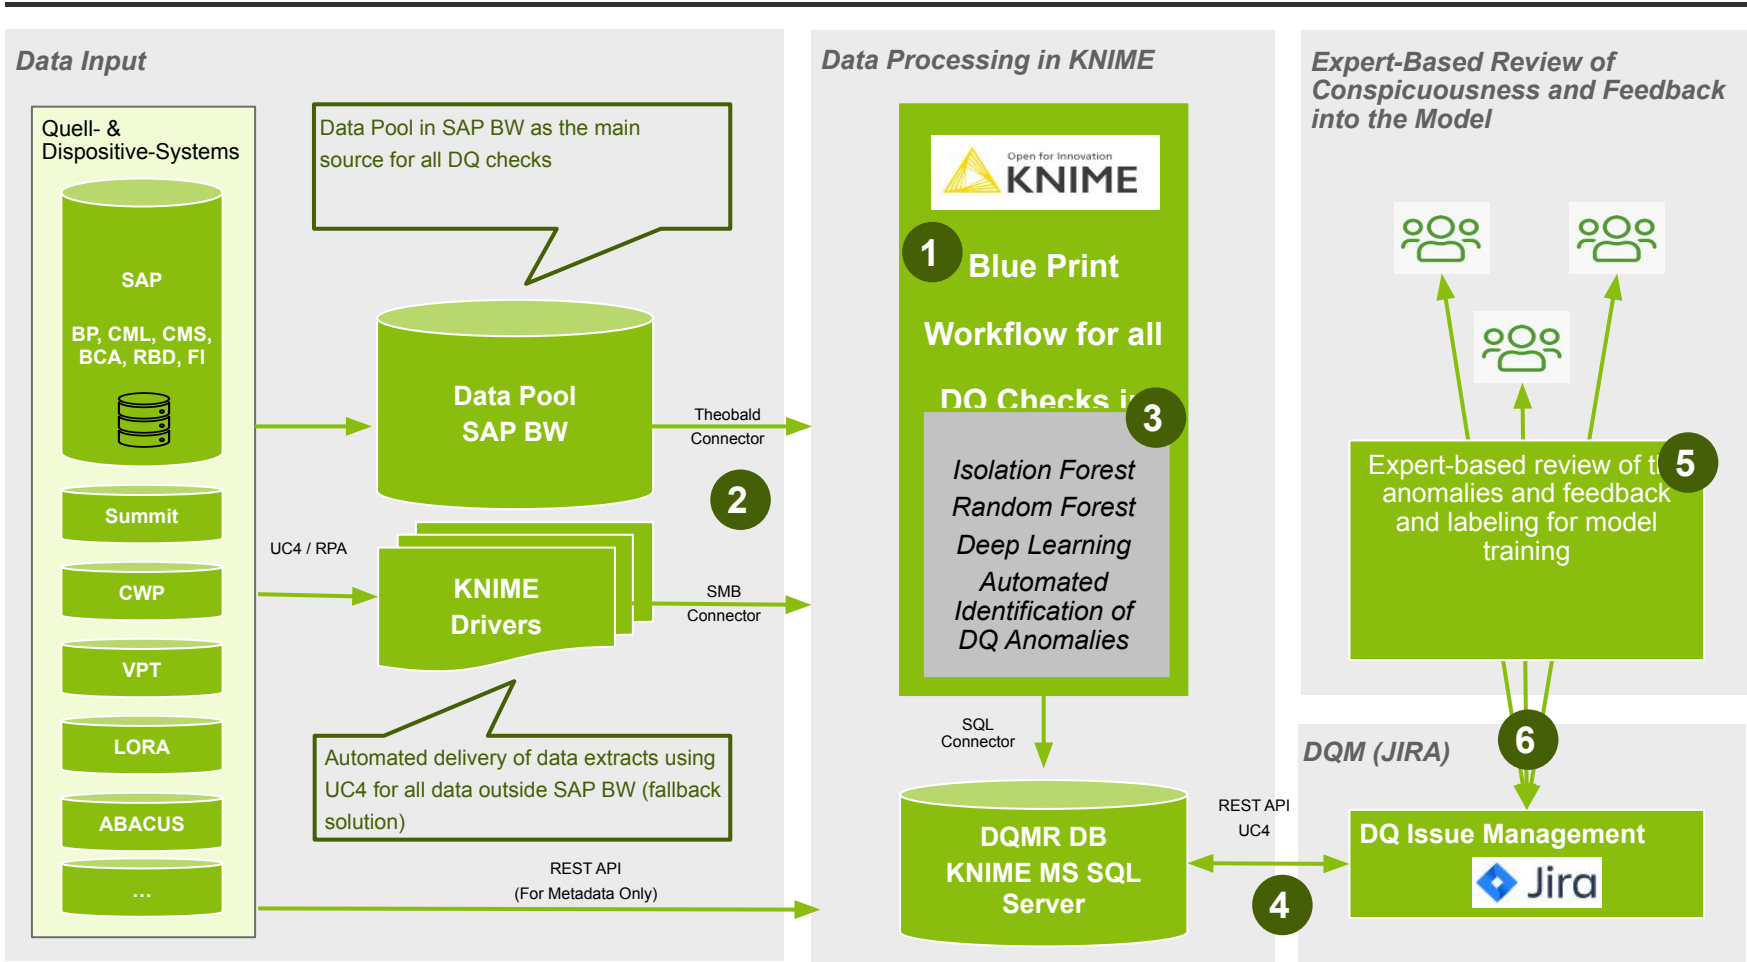 Data Input
Quell- &
Dispositive-Systems
SAP
BP, CML, CMS,
BCA, RBD, FI
Summit
CWP
VPT
LORA
ABACUS
...
Data Pool in SAP BW as the main
source for all DQ checks
Data Pool
SAP BW
UC4 / RPA
KNIME
Drivers
Automated delivery of data extracts using
UC4 for all data outside SAP BW (fallback
solution)
REST API
(For Metadata Only)
Theobald
Connector
2
SMB
Connector
Data Processing in KNIME
Open for Innovation
KNIME
1
Blue Print
Workflow for all
DQ Checks
3
Isolation Forest
Random Forest
Deep Learning
Automated
Identification of
DQ Anomalies
SQL
Connector
DQMR DB
KNIME MS SQL
Server
REST API
UC4
4
Expert-Based Review of
Conspicuousness and Feedback
into the Model
Expert-based review of
5
anomalies and feedback
and labeling for model
training
6
DQM (JIRA)
DQ Issue Management
Jira